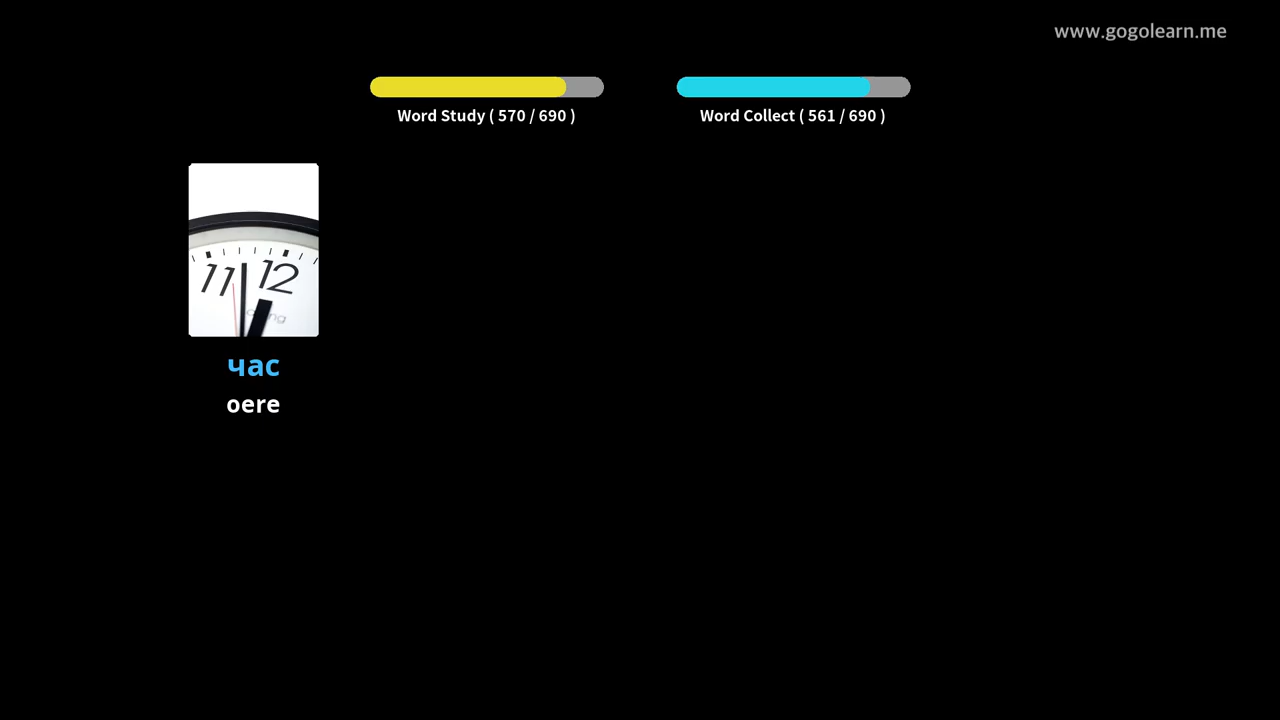 www.gogolearn.me
Word Study ( 570 / 690 )
Word Collect ( 561 / 690 )
11 12
час
oere